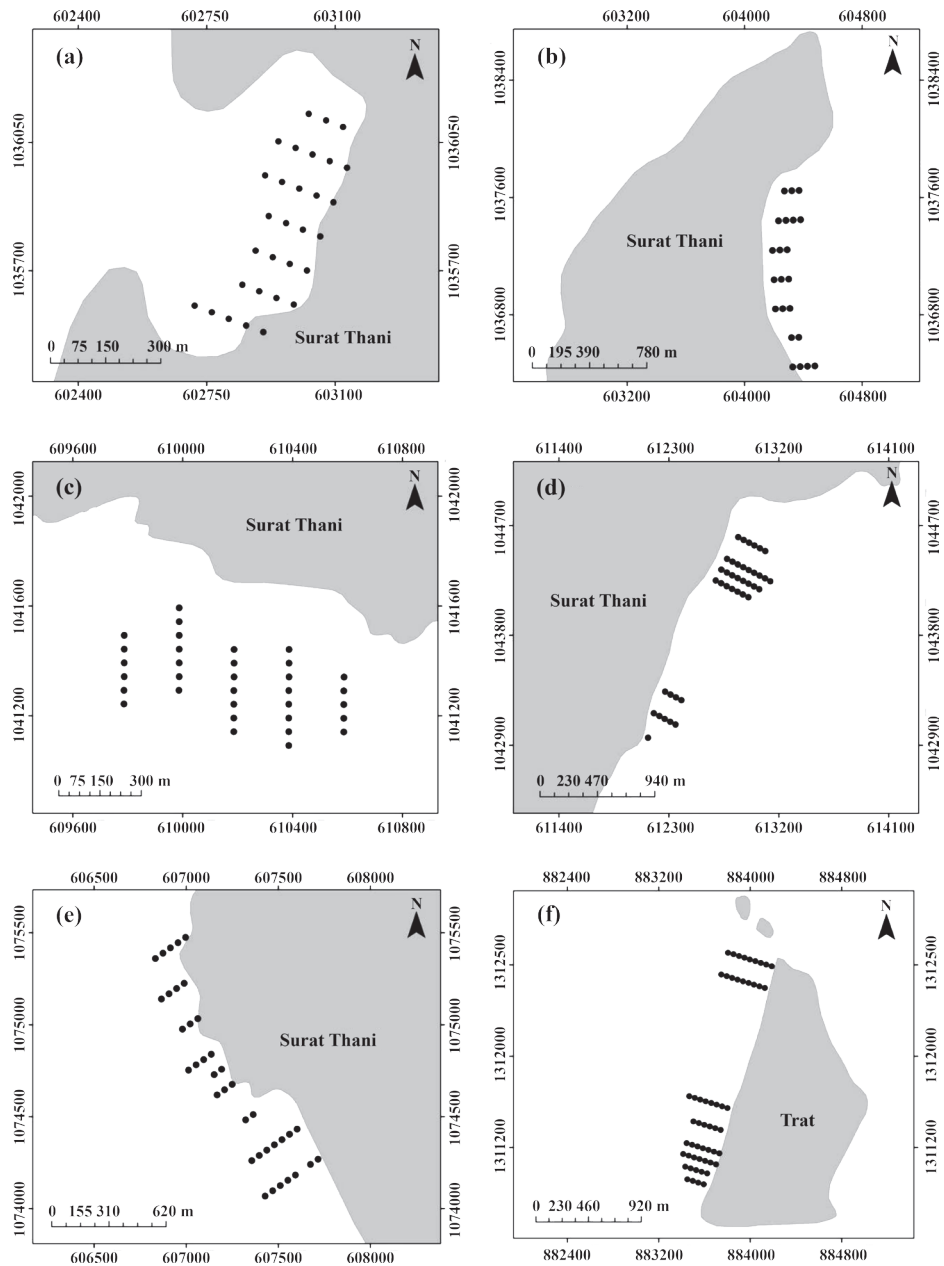 602400 602750 603100
603200 604000 604800
(a)
N
(b)
N
1036050
1035700
1036050
1035700
1038400
1037600
1036800
1038400
1037600
1036800
Surat Thani
Surat Thani
0 75 150 300 m
0 195 390 780 m
602400 602750 603100
603200 604000 604800
609600 610000 610400 610800
611400 612300 613200 614100
(c)
N
(d)
N
1042000
1041600
1041200
1042000
1041600
1041200
1044700
1043800
1042900
1044700
1043800
1042900
Surat Thani
Surat Thani
0 75 150 300 m
0 230 470 940 m
609600 610000 610400 610800
611400 612300 613200 614100
606500 607000 607500 608000
882400 883200 884000 884800
(e)
N
(f)
N
1075500
1075000
1074500
1074000
1075500
1075000
1074500
1074000
1312500
1312000
1311200
1312500
1312000
1311200
Surat Thani
Trat
0 155 310 620 m
0 230 460 920 m
606500 607000 607500 608000
882400 883200 884000 884800